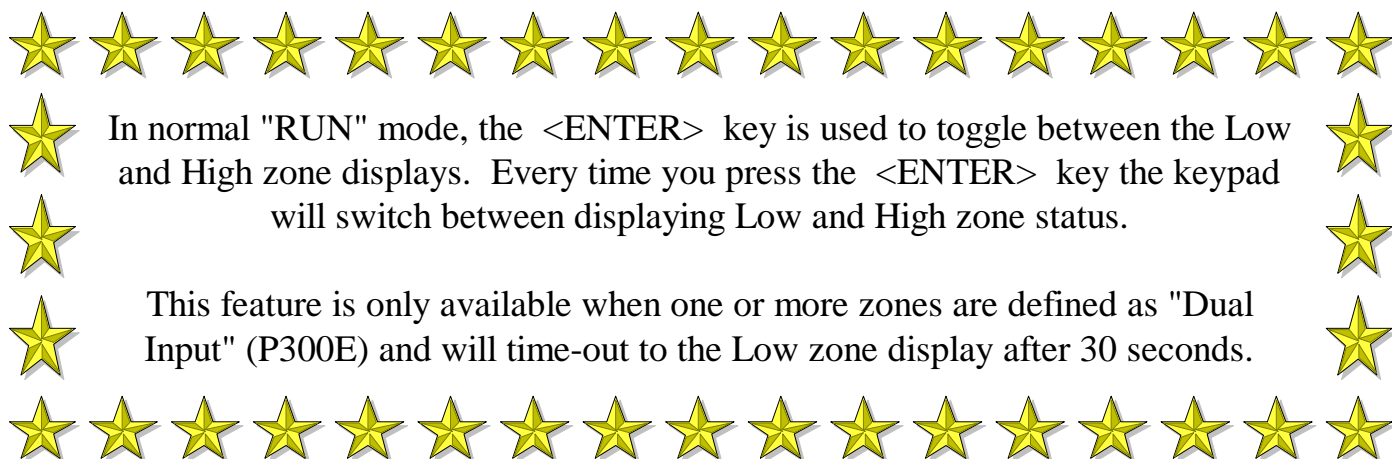 In normal "RUN" mode, the <ENTER> key is used to toggle between the Low
and High zone displays. Every time you press the <ENTER> key the keypad
will switch between displaying Low and High zone status.
This feature is only available when one or more zones are defined as "Dual
Input" (P300E) and will time-out to the Low zone display after 30 seconds.